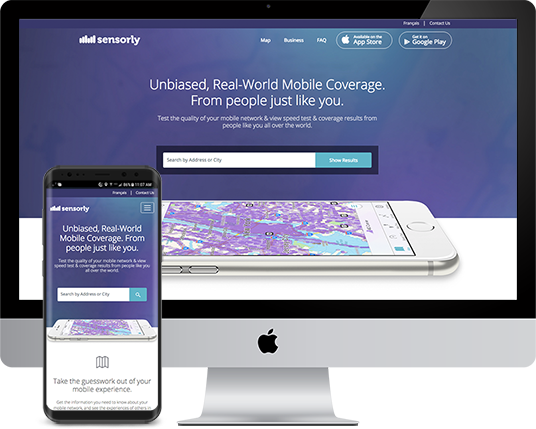 Français | Contact Us
sensorly
Map
Business
FAQ
Available on the
App Store
Get it on
Google Play
Unbiased, Real-World Mobile Coverage.
From people just like you.
Test the quality of your mobile network & view speed test & coverage results from
people like you all over the world.
Search by Address or City
Show Results
11:07 AM
Français | Contact Us
sensorly
Unbiased, Real-World
Mobile Coverage. From
people just like you.
Test the quality of your mobile network & view
speed test & coverage results from people like you
all over the world.
Search by Address or City
Take the guesswork out of your
mobile experience.
Get the information you need to know about your
mobile network, and see the experiences of others in